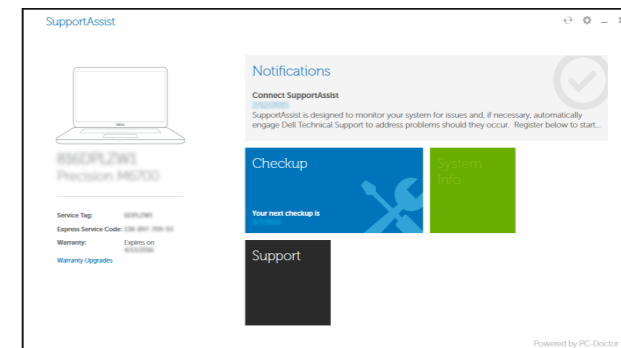 SupportAssist
Notifications
Connect SupportAssist
SupportAssist is designed to monitor your system for issues and, if necessary, automatically
engage Dell Technical Support to address problems should they occur. Register below to start...
Precision M6700
Checkup
System
Info
Your next checkup is
Service Tag:
Express Service Code:
Warranty: Expires on
Warranty Upgrades
Support
Powered by PC-Doctor